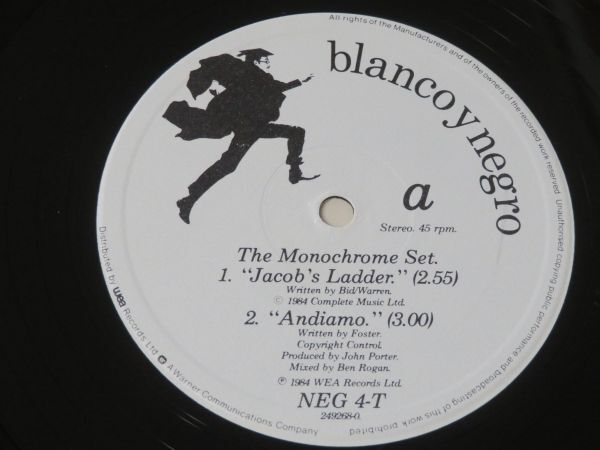 blanco y negro
a
Stereo. 45 rpm.
The Monochrome Set.
1. "Jacob's Ladder." (2.55)
Written by Bid/Warren.
© 1984 Complete Music Ltd.
2. "Andiamo." (3.00)
Written by Foster.
Copyright Control.
Produced by John Porter.
Mixed by Ben Rogan.
℗ 1984 WEA Records Ltd.
NEG 4-T
249268-0.
All rights of the Manufacturers and of the owners of the recorded work reserved. Unauthorised copying public performance and broadcasting of this work prohibited
Distributed by wea Records Ltd. A Warner Communications Company